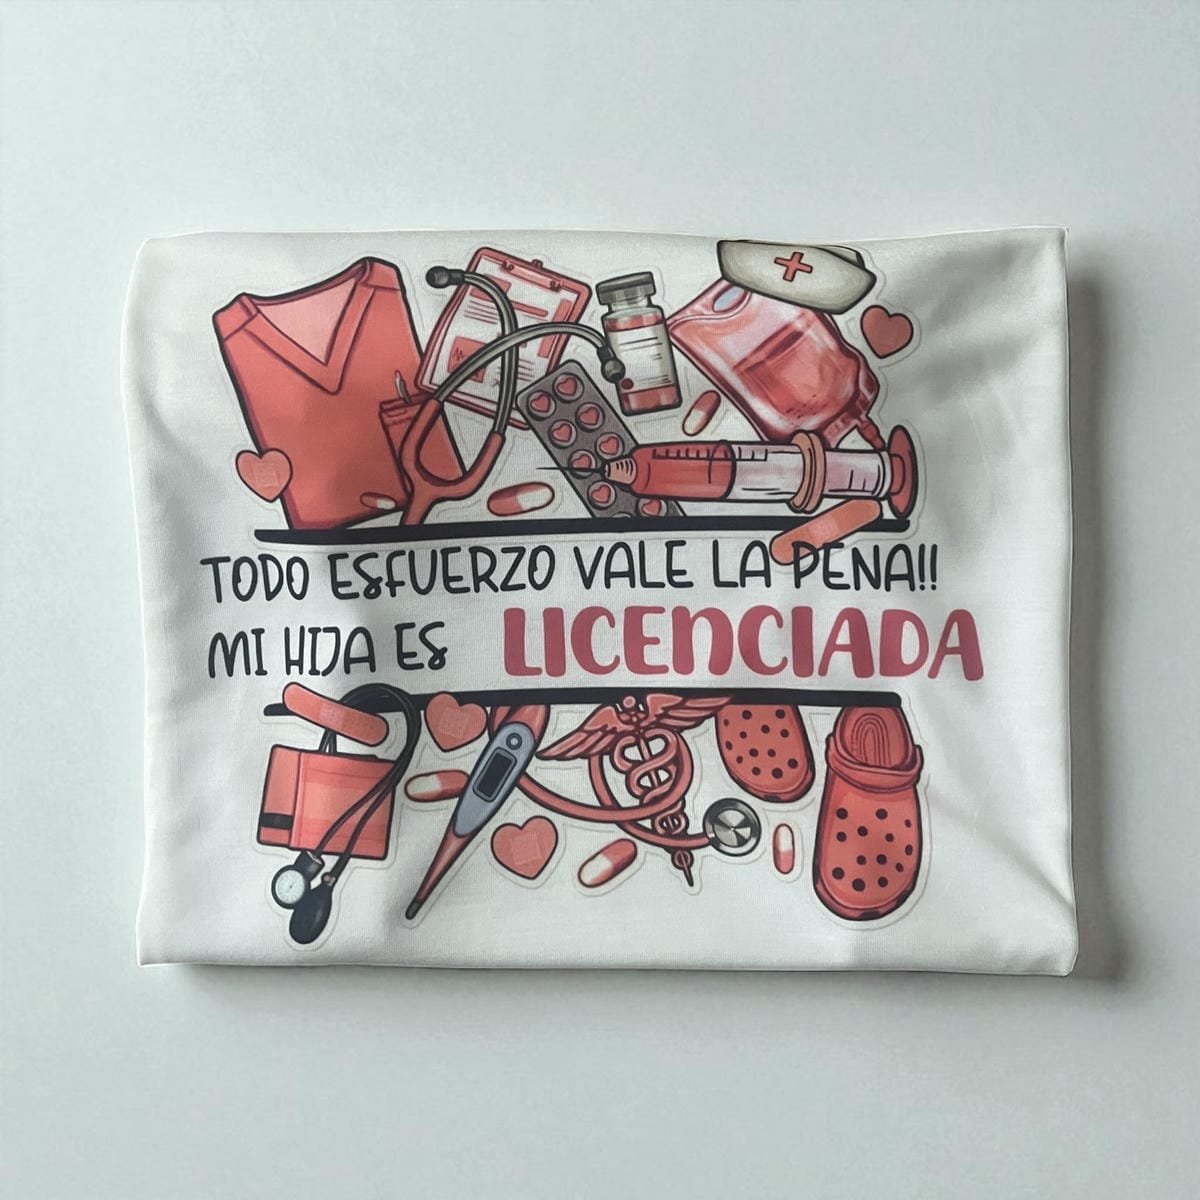 TODO ESFUERZO VALE LA PENA!!
MI HIJA ES LICENCIADA